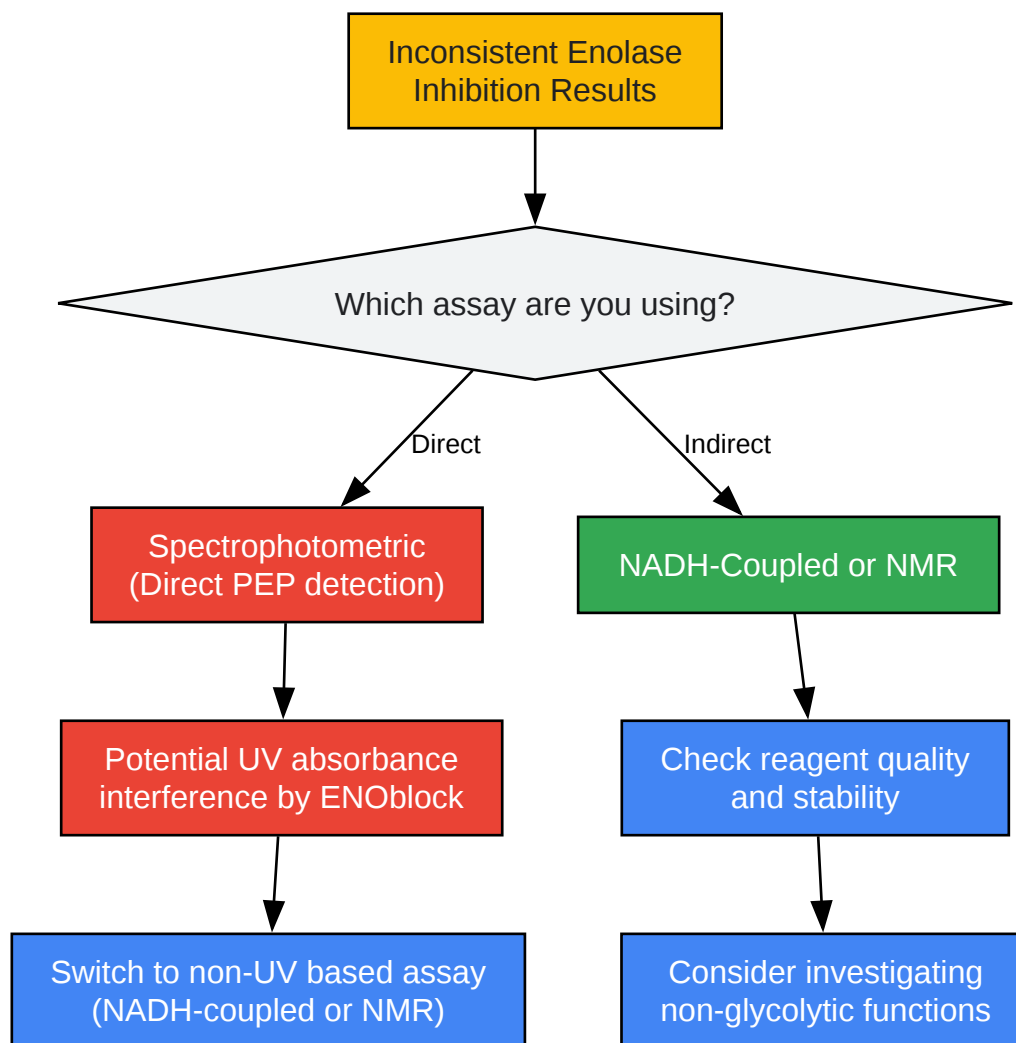 Inconsistent Enolase
Inhibition Results
Which assay are you using?
Direct
Indirect
Spectrophotometric
(Direct PEP detection)
NADH-Coupled or NMR
Potential UV absorbance
interference by ENOblock
Check reagent quality
and stability
Switch to non-UV based assay
(NADH-coupled or NMR)
Consider investigating
non-glycolytic functions